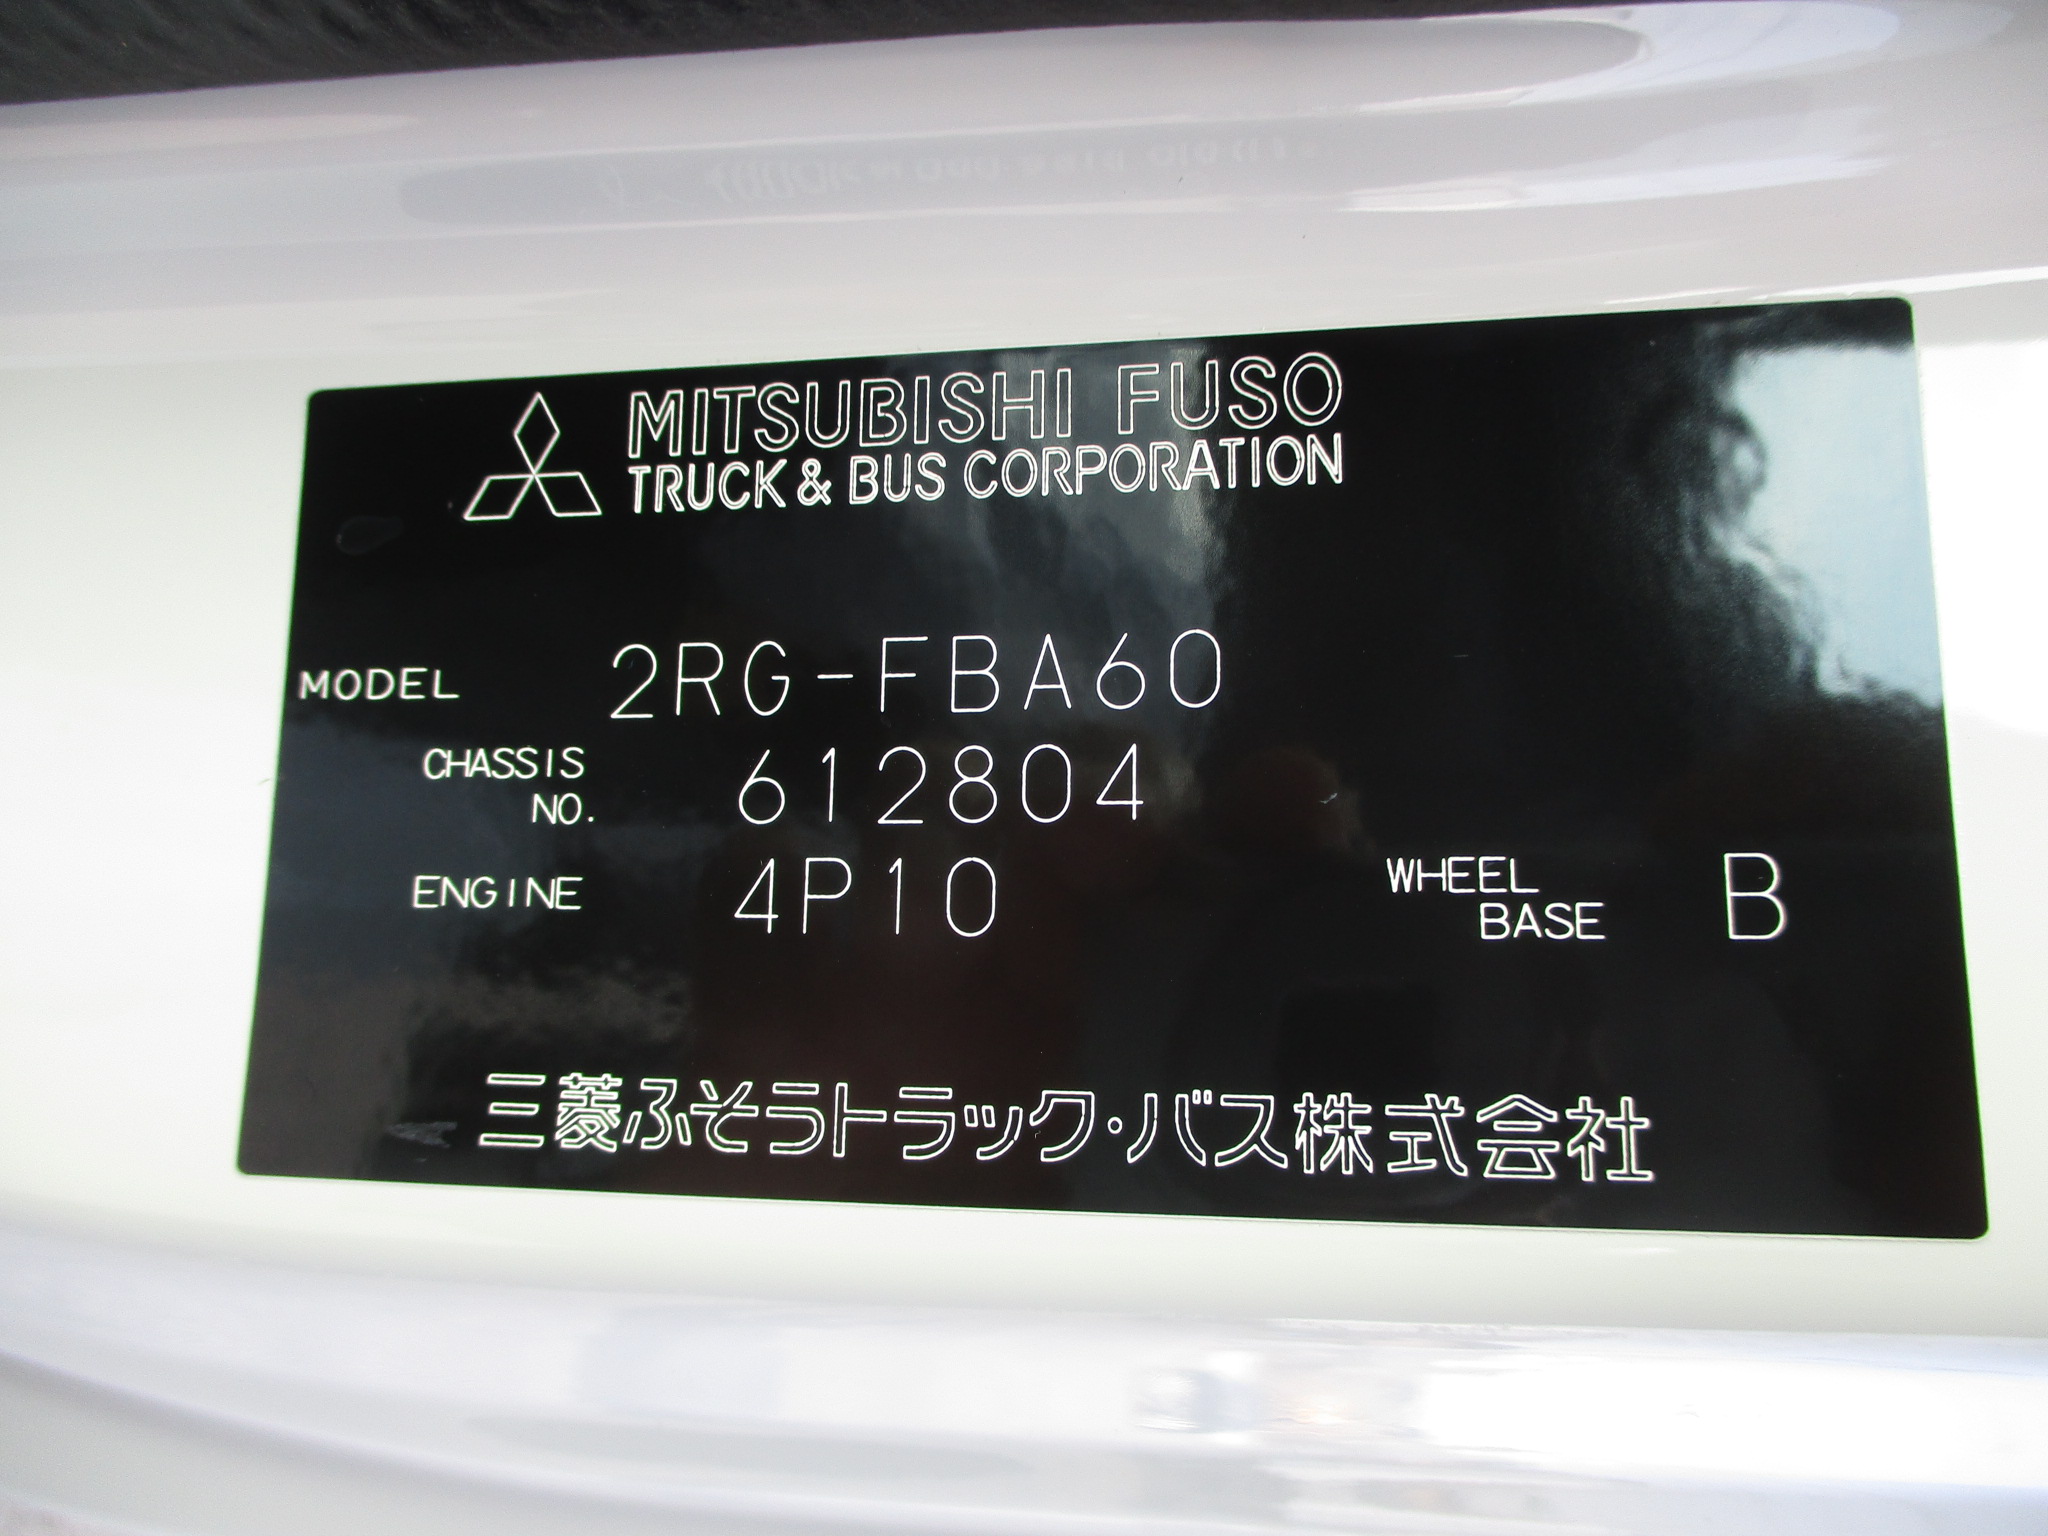 MITSUBISHI FUSO
TRUCK & BUS CORPORATION
MODEL 2RG-FBA60
CHASSIS NO. 612804
ENGINE 4P10 WHEEL BASE B
三菱ふそうトラック・バス株式会社